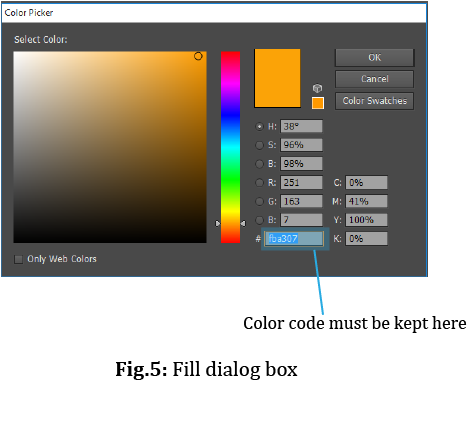 Color Picker
Select Color:
OK
Cancel
Color Swatches
H: 38°
S: 96%
B: 98%
R: 251 C: 0%
G: 163 M: 41%
B: 7 Y: 100%
# fba307 K: 0%
Only Web Colors
Color code must be kept here
Fig.5: Fill dialog box